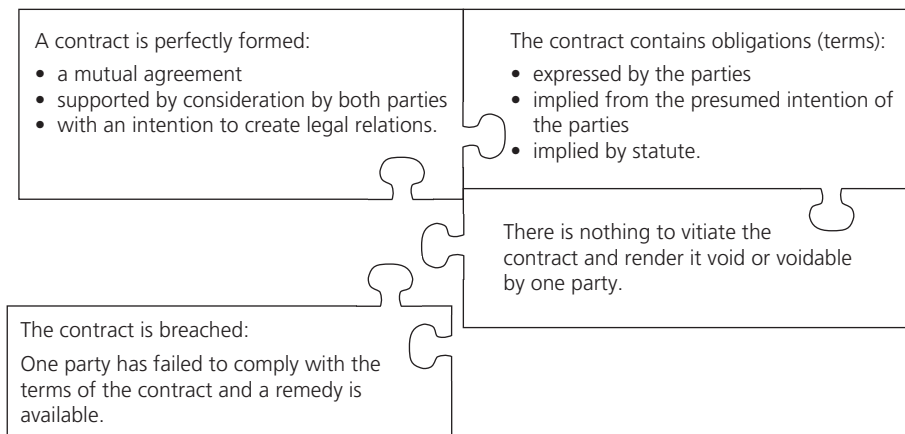 A contract is perfectly formed:
• a mutual agreement
• supported by consideration by both parties
• with an intention to create legal relations.
The contract contains obligations (terms):
• expressed by the parties
• implied from the presumed intention of
the parties
• implied by statute.
There is nothing to vitiate the
contract and render it void or voidable
by one party.
The contract is breached:
One party has failed to comply with the
terms of the contract and a remedy is
available.